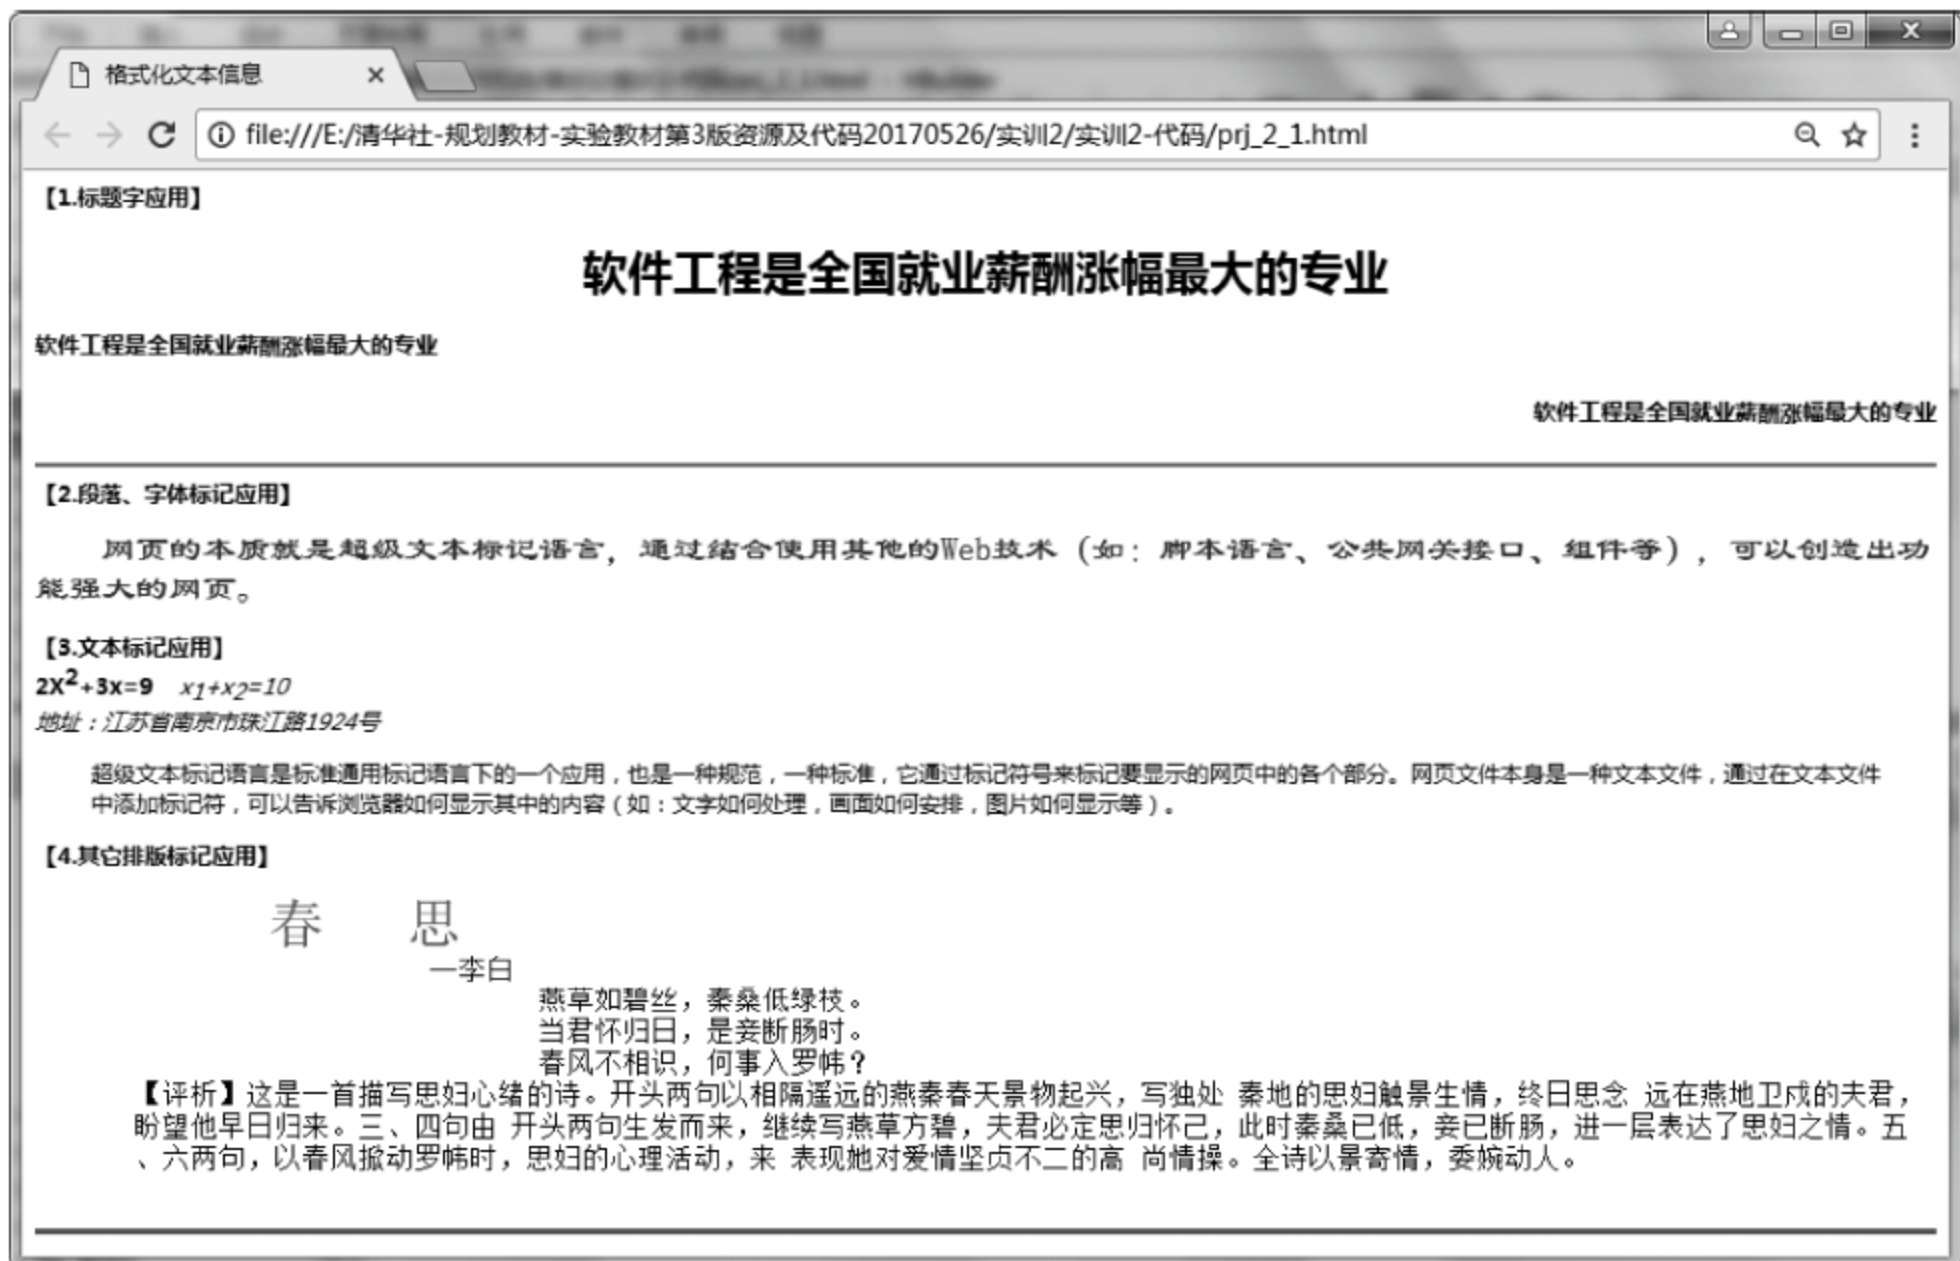 格式化文本信息
file:///E:/清华社-规划教材-实验教材第3版资源及代码20170526/实训2/实训2-代码/prj_2_1.html
【1.标题字应用】
软件工程是全国就业薪酬涨幅最大的专业
软件工程是全国就业薪酬涨幅最大的专业
软件工程是全国就业薪酬涨幅最大的专业
【2.段落、字体标记应用】
网页的本质就是超级文本标记语言，通过结合使用其他的Web技术（如：脚本语言、公共网关接口、组件等），可以创造出功
能强大的网页。
【3.文本标记应用】
2X²+3x=9 x₁+x₂=10
地址：江苏省南京市珠江路1924号
超级文本标记语言是标准通用标记语言下的一个应用，也是一种规范，一种标准，它通过标记符号来标记要显示的网页中的各个部分。网页文件本身是一种文本文件，通过在文本文件
中添加标记符，可以告诉浏览器如何显示其中的内容（如：文字如何处理，画面如何安排，图片如何显示等）。
【4.其它排版标记应用】
春 思
—李白
燕草如碧丝，秦桑低绿枝。
当君怀归日，是妾断肠时。
春风不相识，何事入罗帏？
【评析】这是一首描写思妇心绪的诗。开头两句以相隔遥远的燕秦春天景物起兴，写独处 秦地的思妇触景生情，终日思念 远在燕地卫戍的夫君，
盼望他早日归来。三、四句由 开头两句生发而来，继续写燕草方碧，夫君必定思归怀己，此时秦桑已低，妾已断肠，进一层表达了思妇之情。五
、六两句，以春风掀动罗帏时，思妇的心理活动，来 表现她对爱情坚贞不二的高 尚情操。全诗以景寄情，委婉动人。